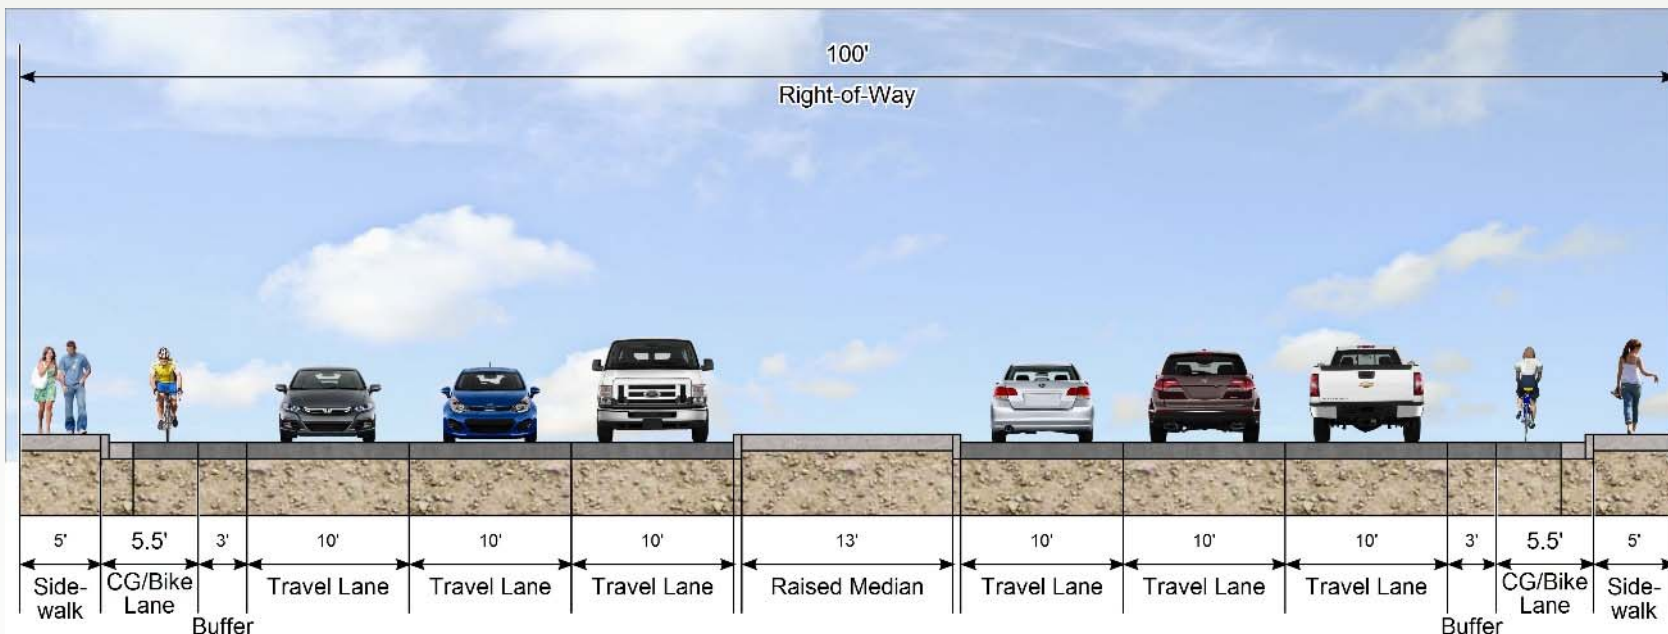 100'
Right-of-Way
5' 5.5' 3' 10' 10' 10' 13' 10' 10' 10' 3' 5.5' 5'
Side- CG/Bike Travel Lane Travel Lane Travel Lane Raised Median Travel Lane Travel Lane Travel Lane CG/Bike Side-
walk Lane Lane walk
Buffer Buffer